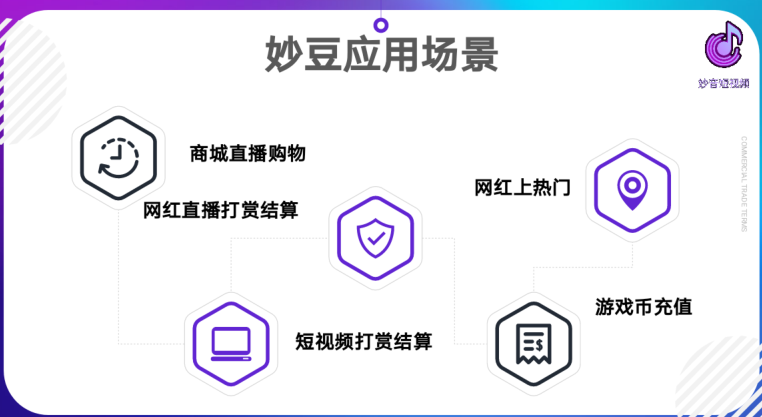 妙豆应用场景
妙音短视频
商城直播购物
网红上热门
网红直播打赏结算
游戏币充值
短视频打赏结算
COMMERCIAL TRADE TERMS
$